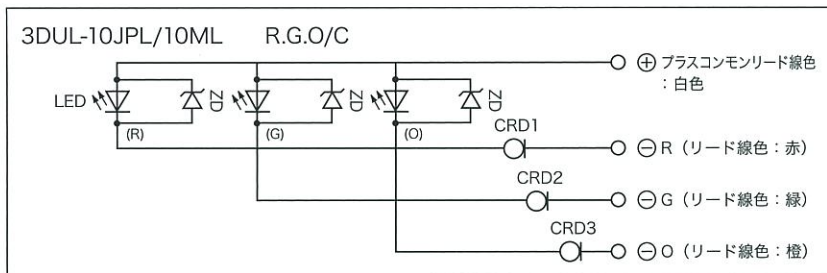 3DUL-10JPL/10ML R.G.O/C
⊕ プラスコンモンリード線色
：白色
LED
ZD
ZD
ZD
(R)
(G)
(O)
CRD1
⊖ R（リード線色：赤）
CRD2
⊖ G（リード線色：緑）
CRD3
⊖ O（リード線色：橙）